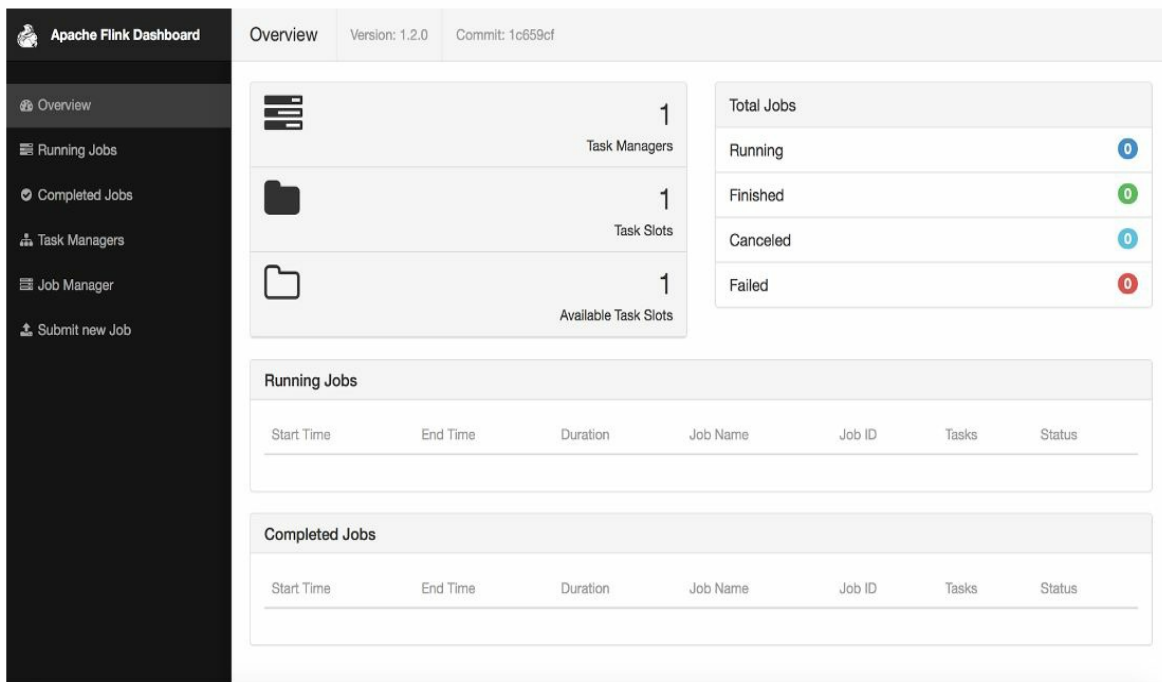 Apache Flink Dashboard
Overview
Version: 1.2.0
Commit: 1c659cf
Overview
Running Jobs
Completed Jobs
Task Managers
Job Manager
Submit new Job
1
Task Managers
1
Task Slots
1
Available Task Slots
Total Jobs
Running 0
Finished 0
Canceled 0
Failed 0
Running Jobs
Start Time End Time Duration Job Name Job ID Tasks Status
Completed Jobs
Start Time End Time Duration Job Name Job ID Tasks Status